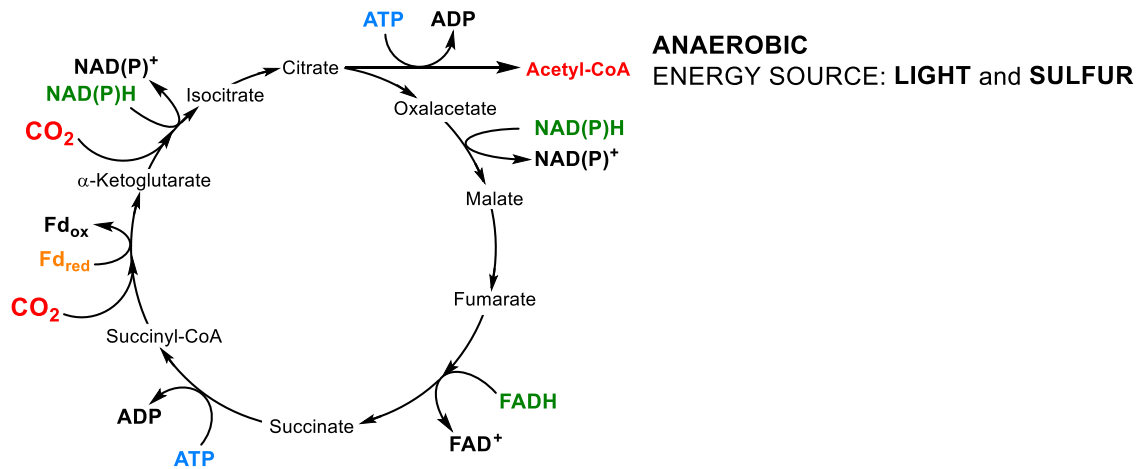 ATP
ADP
ANAEROBIC
ENERGY SOURCE: LIGHT and SULFUR
NAD(P)+
NAD(P)H
Isocitrate
Citrate
Acetyl-CoA
Oxalacetate
CO2
NAD(P)H
NAD(P)+
α-Ketoglutarate
Malate
Fdox
Fdred
CO2
Fumarate
Succinyl-CoA
ADP
ATP
Succinate
FADH
FAD+